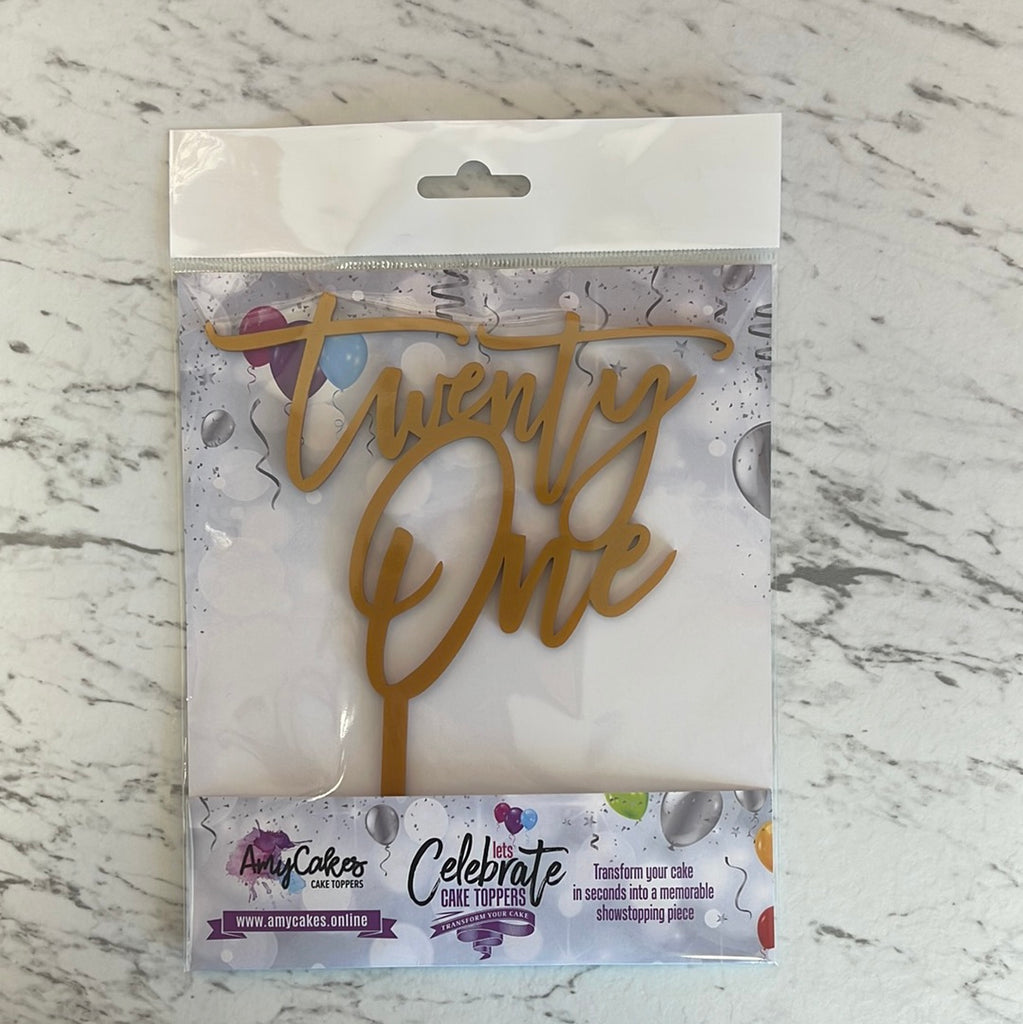 twenty
One
AmyCakes
CAKE TOPPERS
www.amycakes.online
lets
Celebrate
CAKE TOPPERS
TRANSFORM YOUR CAKE
Transform your cake
in seconds into a memorable
showstopping piece